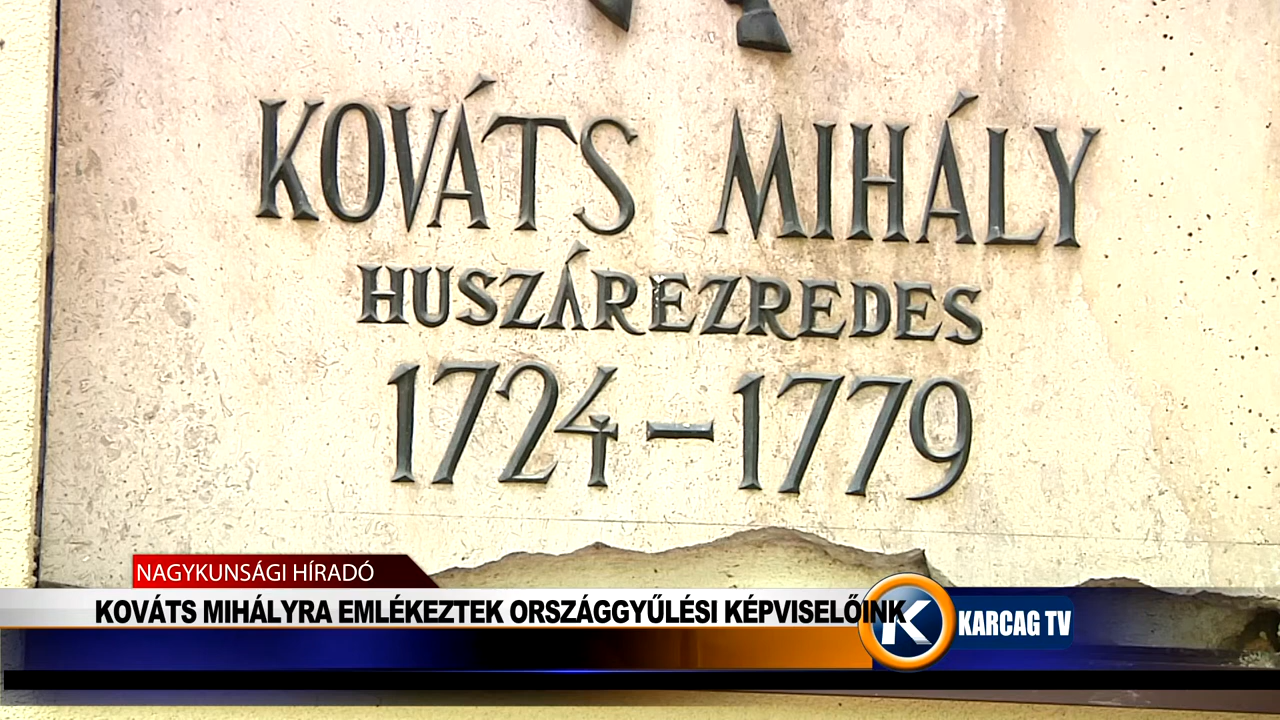 KOVÁTS MIHÁLY
HUSZÁREZREDES
1724-1779
NAGYKUNSÁGI HÍRADÓ
KOVÁTS MIHÁLYRA EMLÉKEZTEK ORSZÁGGYŰLÉSI KÉPVISELŐINK
K KARCAG TV